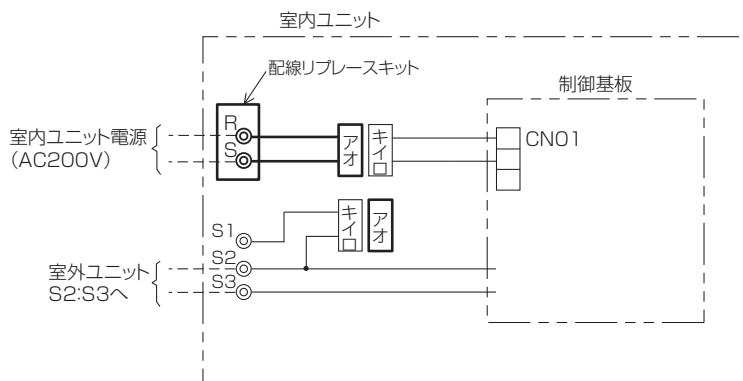 室内ユニット
配線リプレースキット
制御基板
R
S
室内ユニット電源
(AC200V)
アオ
キイロ
CN01
キイロ
アオ
S1
S2
S3
室外ユニット
S2:S3へ